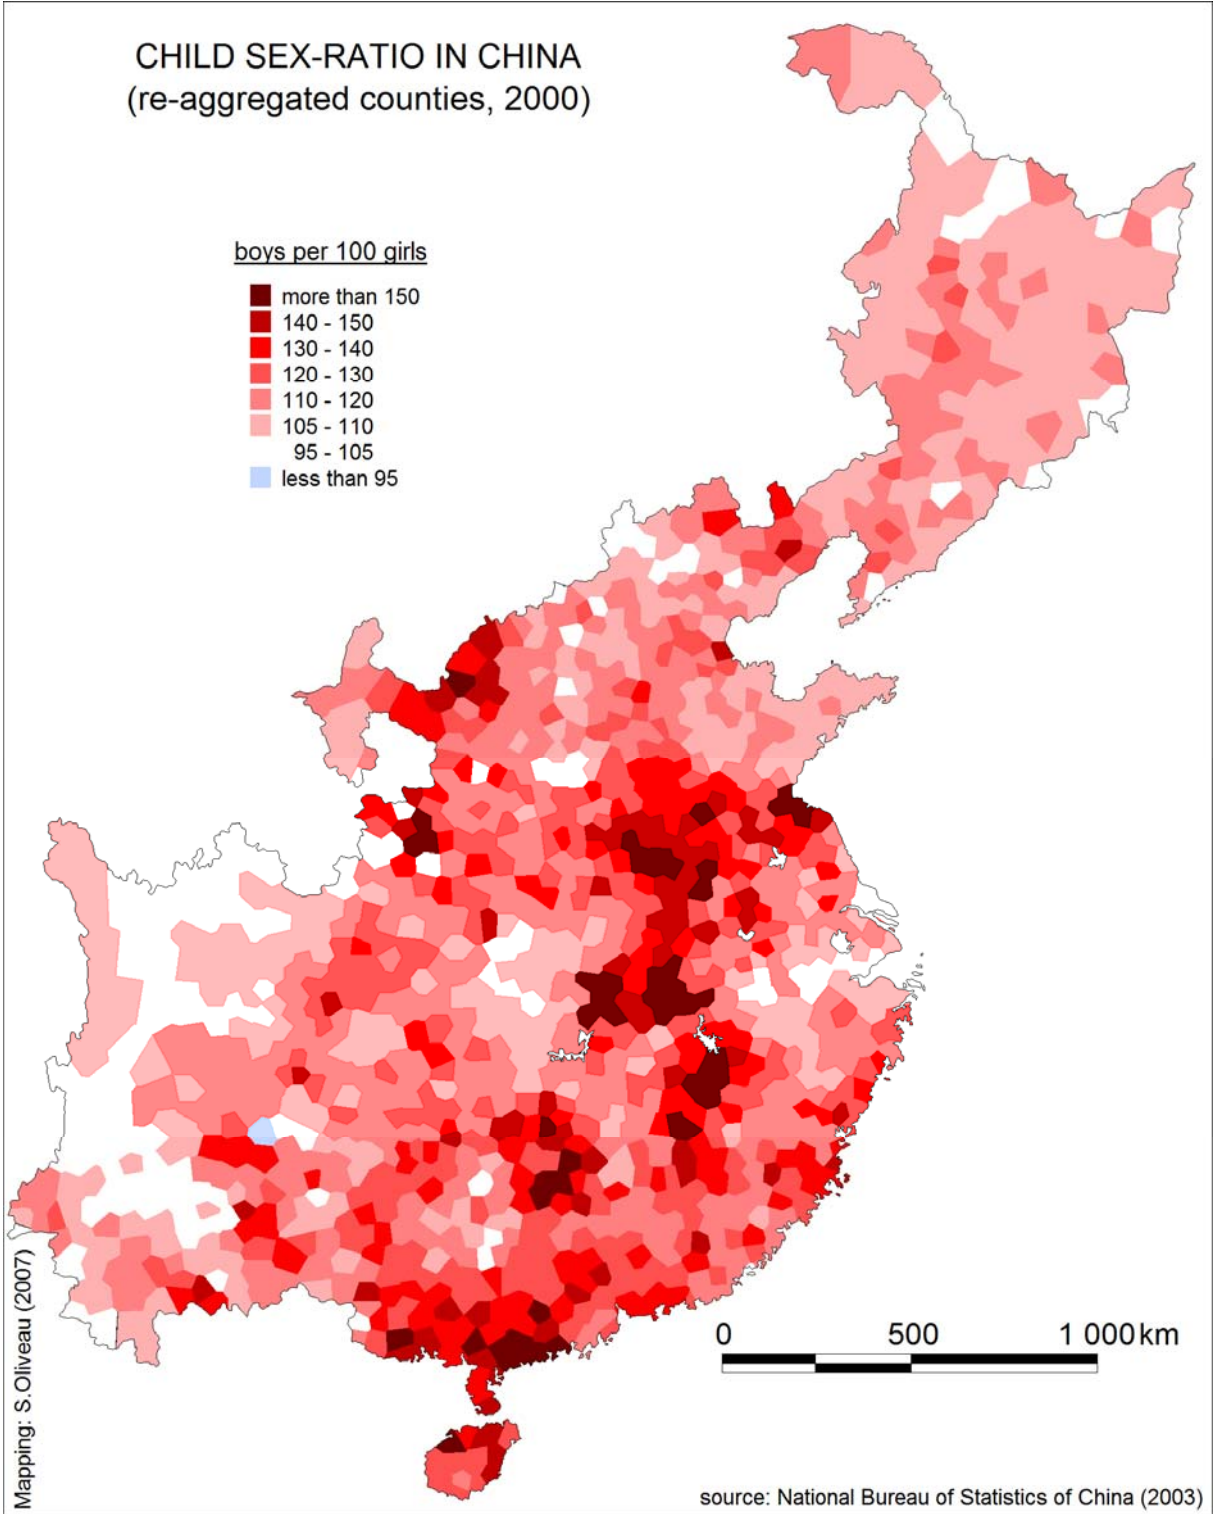 CHILD SEX-RATIO IN CHINA
(re-aggregated counties, 2000)
boys per 100 girls
more than 150
140 - 150
130 - 140
120 - 130
110 - 120
105 - 110
95 - 105
less than 95
0 500 1 000 km
Mapping: S.Oliveau (2007)
source: National Bureau of Statistics of China (2003)